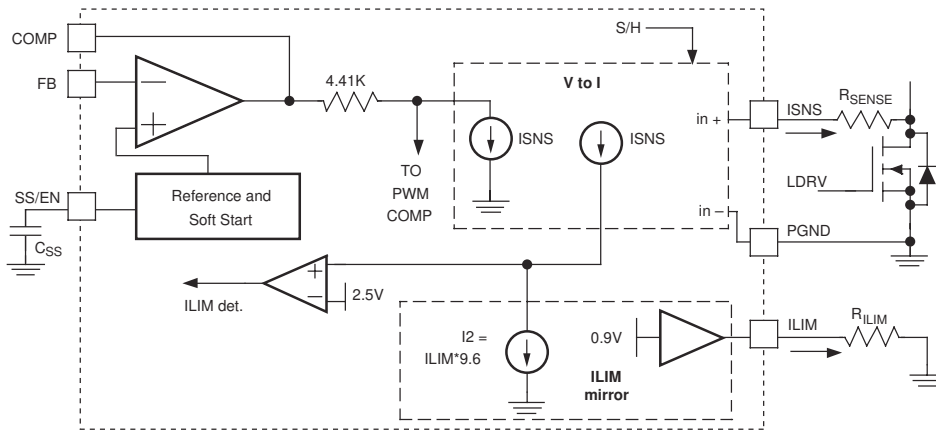 COMP
S/H
FB
4.41K
V to I
in +
ISNS
RSENSE
ISNS
ISNS
TO
PWM
COMP
LDRV
SS/EN
Reference and
Soft Start
CSS
in –
PGND
ILIM det.
+
–
2.5V
I2 =
ILIM*9.6
0.9V
ILIM
mirror
ILIM
RILIM